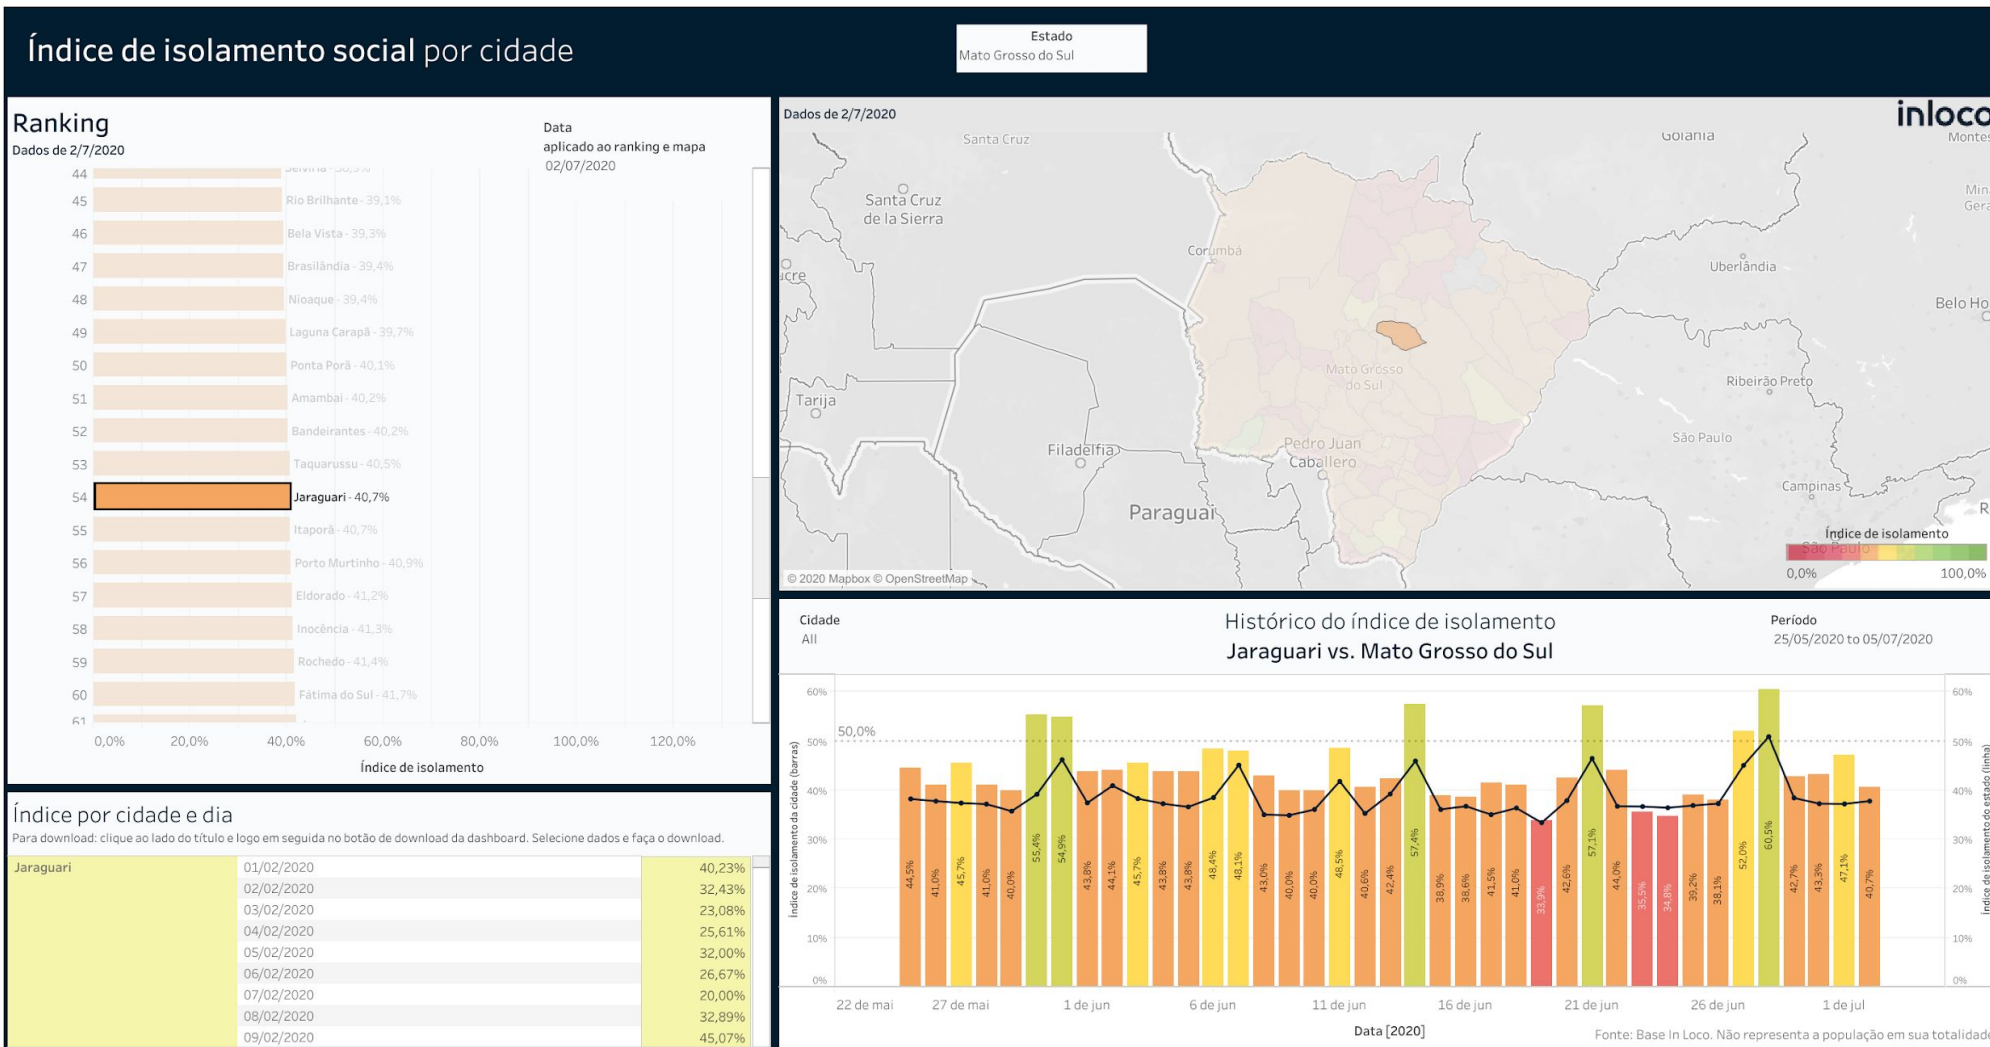 Índice de isolamento social por cidade
Estado
Mato Grosso do Sul
Ranking
Dados de 2/7/2020
Data
aplicado ao ranking e mapa
02/07/2020
44
45 Rio Brilhante - 39,1%
46 Bela Vista - 39,3%
47 Brasilândia - 39,4%
48 Nioaque - 39,4%
49 Laguna Carapã - 39,7%
50 Ponta Porã - 40,1%
51 Amambai - 40,2%
52 Bandeirantes - 40,2%
53 Taquarussu - 40,5%
54 Jaraguari - 40,7%
55 Itaporã - 40,7%
56 Porto Murtinho - 40,9%
57 Eldorado - 41,2%
58 Inocência - 41,3%
59 Rochedo - 41,4%
60 Fátima do Sul - 41,7%
61
0,0% 20,0% 40,0% 60,0% 80,0% 100,0% 120,0%
Índice de isolamento
Índice por cidade e dia
Para download: clique ao lado do título e logo em seguida no botão de download da dashboard. Selecione dados e faça o download.
Jaraguari 01/02/2020 40,23%
02/02/2020 32,43%
03/02/2020 23,08%
04/02/2020 25,61%
05/02/2020 32,00%
06/02/2020 26,67%
07/02/2020 20,00%
08/02/2020 32,89%
09/02/2020 45,07%
Dados de 2/7/2020
inloco
Santa Cruz
Goiânia
Montes
Santa Cruz
de la Sierra
Min
Gera
Corumbá
ucre
Uberlândia
Belo Ho
Mato Grosso
do Sul
Ribeirão Preto
Tarija
São Paulo
Filadelfia
Pedro Juan
Caballero
Campinas
Paraguai
R
Índice de isolamento
São Paulo
0,0% 100,0%
© 2020 Mapbox © OpenStreetMap
Cidade
All
Histórico do índice de isolamento
Jaraguari vs. Mato Grosso do Sul
Período
25/05/2020 to 05/07/2020
Índice de isolamento da cidade (barras)
60%
50%
40%
30%
20%
10%
0%
50,0%
44,5% 41,0% 45,7% 41,0% 40,0% 55,4% 54,9% 43,8% 44,1% 45,7% 43,8% 43,8% 48,4% 48,1% 43,0% 40,0% 40,0% 48,5% 40,6% 42,4% 57,4% 38,9% 38,6% 41,5% 41,0% 33,9% 42,6% 57,1% 44,0% 35,5% 34,8% 39,2% 38,1% 52,0% 60,5% 42,7% 43,3% 47,1% 40,7%
60%
50%
40%
30%
20%
10%
0%
Índice de isolamento do estado (linha)
22 de mai 27 de mai 1 de jun 6 de jun 11 de jun 16 de jun 21 de jun 26 de jun 1 de jul
Data [2020]
Fonte: Base In Loco. Não representa a população em sua totalidade